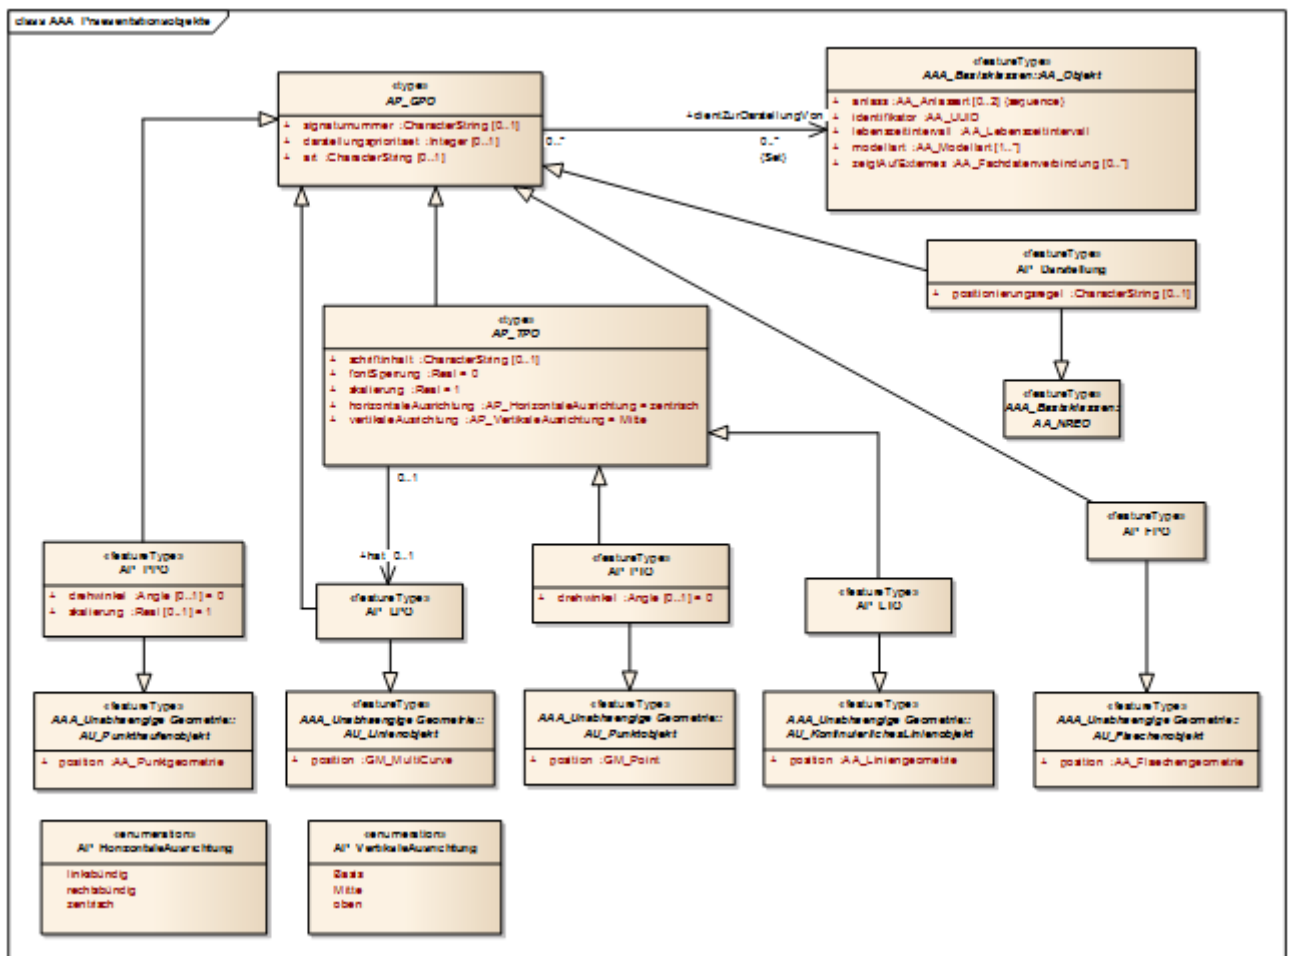 class AAA_Praesentationsobjekte
«type»
AP_GPO
+ signaturnummer :CharacterString [0..1]
+ darstellungsprioritaet :Integer [0..1]
+ art :CharacterString [0..1]
+dientZurDarstellungVon
0..*
0..*
{Set}
«featureType»
AAA_Basisklassen::AA_Objekt
+ anlass :AA_Anlassart [0..2] {sequence}
+ identifikator :AA_UUID
+ lebenszeitintervall :AA_Lebenszeitintervall
+ modellart :AA_Modellart [1..*]
+ zeigtAufExternes :AA_Fachdatenverbindung [0..*]
«featureType»
AP_Darstellung
+ positionierungsregel :CharacterString [0..1]
«featureType»
AAA_Basisklassen::
AA_NREO
«type»
AP_TPO
+ schriftinhalt :CharacterString [0..1]
+ fontSperrung :Real = 0
+ skalierung :Real = 1
+ horizontaleAusrichtung :AP_HorizontaleAusrichtung = zentrisch
+ vertikaleAusrichtung :AP_VertikaleAusrichtung = Mitte
0..1
+hat 0..1
«featureType»
AP_PPO
+ drehwinkel :Angle [0..1] = 0
+ skalierung :Real [0..1] = 1
«featureType»
AP_LPO
«featureType»
AP_PTO
+ drehwinkel :Angle [0..1] = 0
«featureType»
AP_LTO
«featureType»
AP_FPO
«featureType»
AAA_Unabhaengige Geometrie::
AU_Punkthaufenobjekt
+ position :AA_Punktgeometrie
«featureType»
AAA_Unabhaengige Geometrie::
AU_Linienobjekt
+ position :GM_MultiCurve
«featureType»
AAA_Unabhaengige Geometrie::
AU_Punktobjekt
+ position :GM_Point
«featureType»
AAA_Unabhaengige Geometrie::
AU_KontinuierlichesLinienobjekt
+ position :AA_Liniengeometrie
«featureType»
AAA_Unabhaengige Geometrie::
AU_Flaechenobjekt
+ position :AA_Flaechengeometrie
«enumeration»
AP_HorizontaleAusrichtung
linksbündig
rechtsbündig
zentrisch
«enumeration»
AP_VertikaleAusrichtung
Basis
Mitte
oben